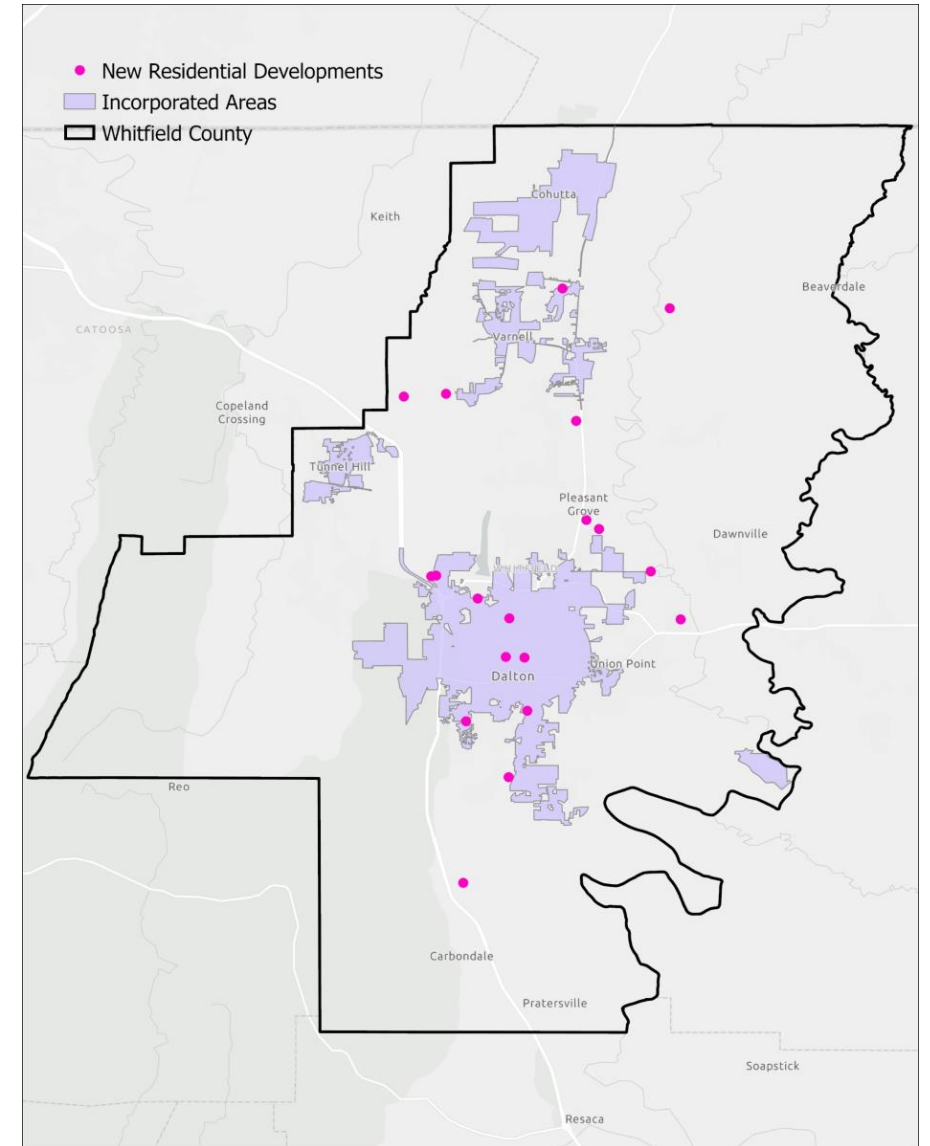 New Residential Developments
Incorporated Areas
Whitfield County
Cohutta
Keith
Beaverdale
CATOOSA
Varnell
Copeland
Crossing
Tunnel Hill
Pleasant
Grove
Dawnville
Union Point
Dalton
Reo
Carbondale
Pratersville
Soapstick
Resaca